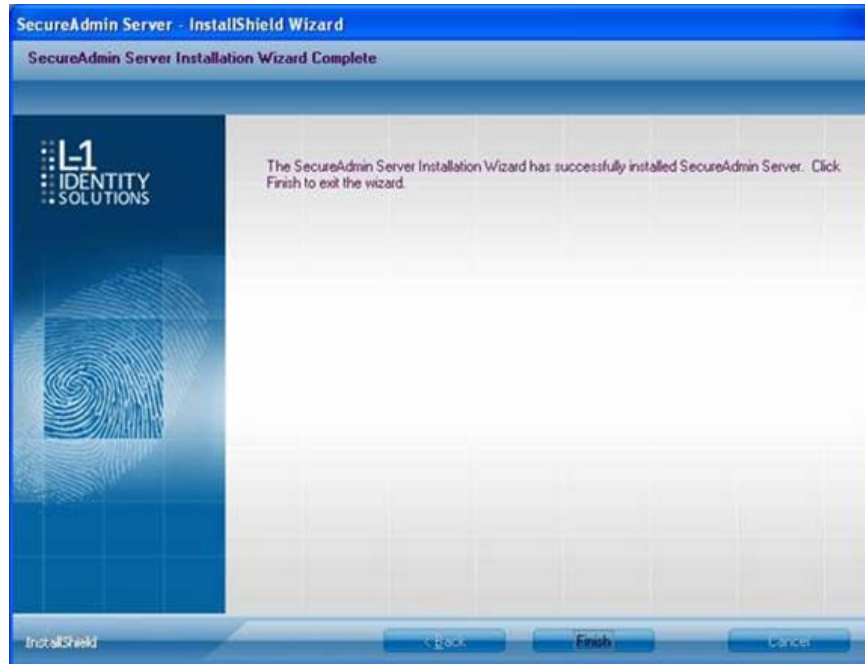 SecureAdmin Server - InstallShield Wizard
SecureAdmin Server Installation Wizard Complete
L-1
IDENTITY
SOLUTIONS
The SecureAdmin Server Installation Wizard has successfully installed SecureAdmin Server. Click
Finish to exit the wizard.
InstallShield
< Back
Finish
Cancel